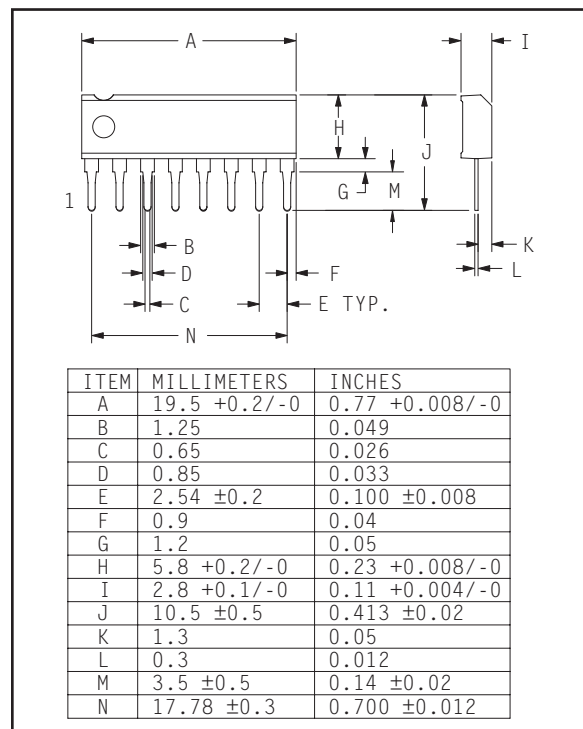 A
I
H
J
G
M
1
B
K
F
D
L
C
E TYP.
N
ITEM MILLIMETERS INCHES
A 19.5 +0.2/-0 0.77 +0.008/-0
B 1.25 0.049
C 0.65 0.026
D 0.85 0.033
E 2.54 ±0.2 0.100 ±0.008
F 0.9 0.04
G 1.2 0.05
H 5.8 +0.2/-0 0.23 +0.008/-0
I 2.8 +0.1/-0 0.11 +0.004/-0
J 10.5 ±0.5 0.413 ±0.02
K 1.3 0.05
L 0.3 0.012
M 3.5 ±0.5 0.14 ±0.02
N 17.78 ±0.3 0.700 ±0.012